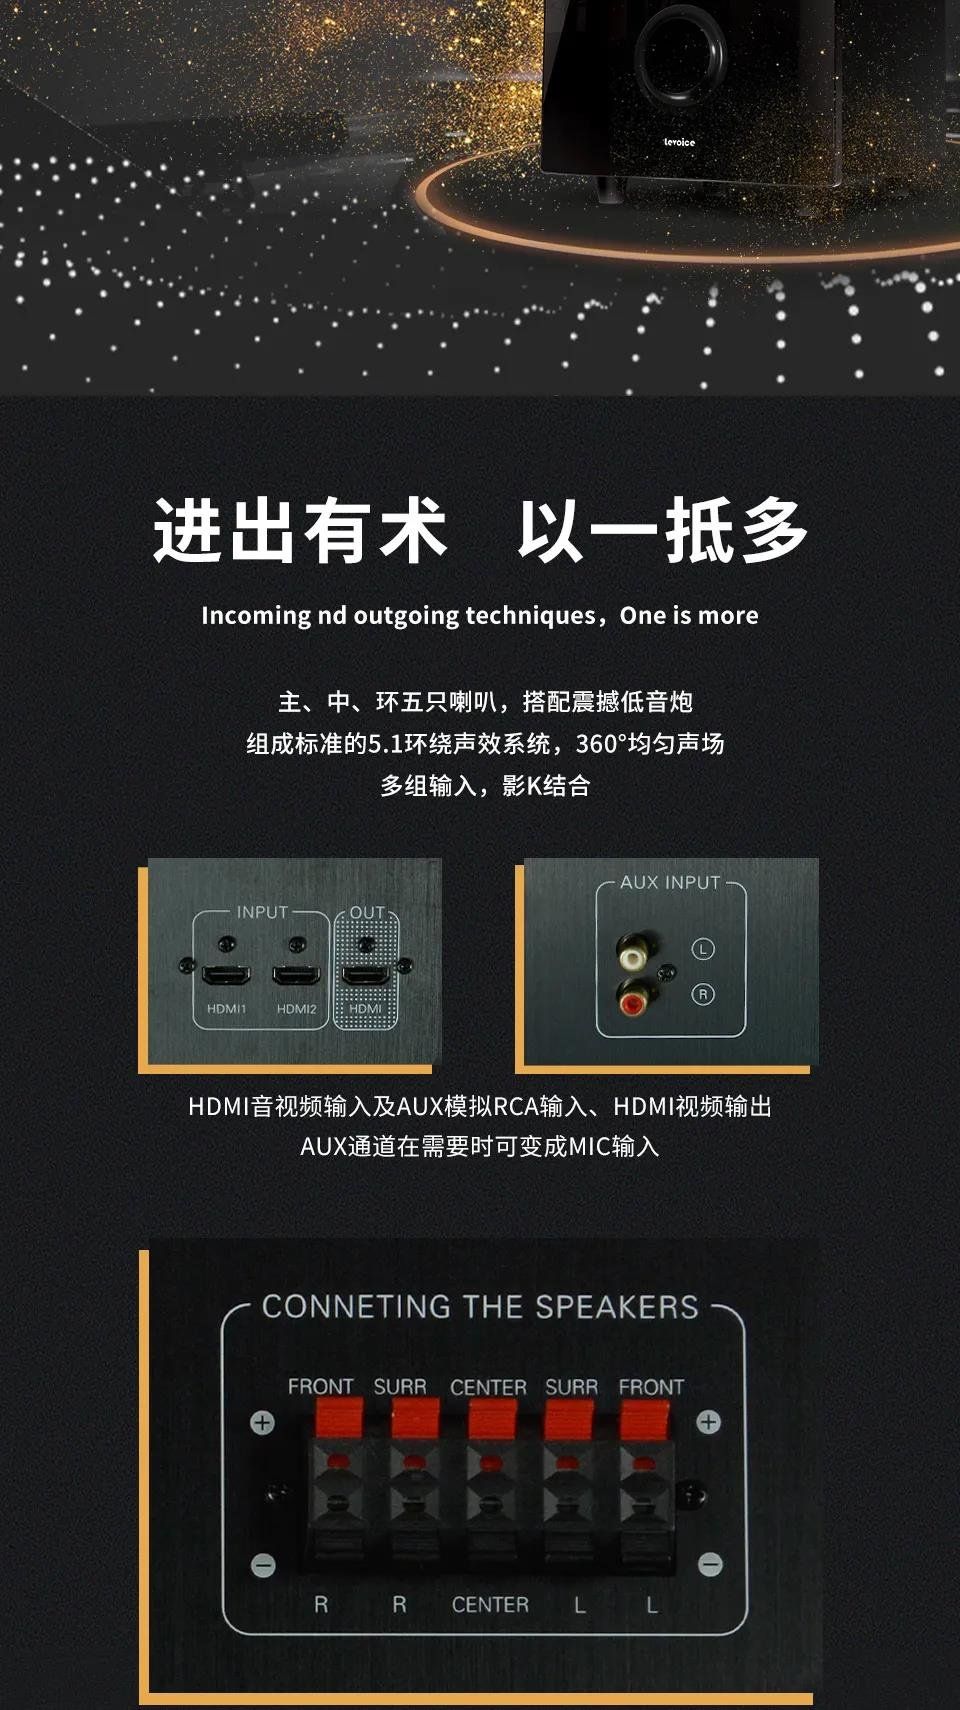 levoice
进出有术 以一抵多
Incoming nd outgoing techniques，One is more
主、中、环五只喇叭，搭配震撼低音炮
组成标准的5.1环绕声效系统，360°均匀声场
多组输入，影K结合
INPUT OUT
HDMI1 HDMI2 HDMI
AUX INPUT
L
R
HDMI音视频输入及AUX模拟RCA输入、HDMI视频输出
AUX通道在需要时可变成MIC输入
CONNETING THE SPEAKERS
FRONT SURR CENTER SURR FRONT
+ +
− −
R R CENTER L L